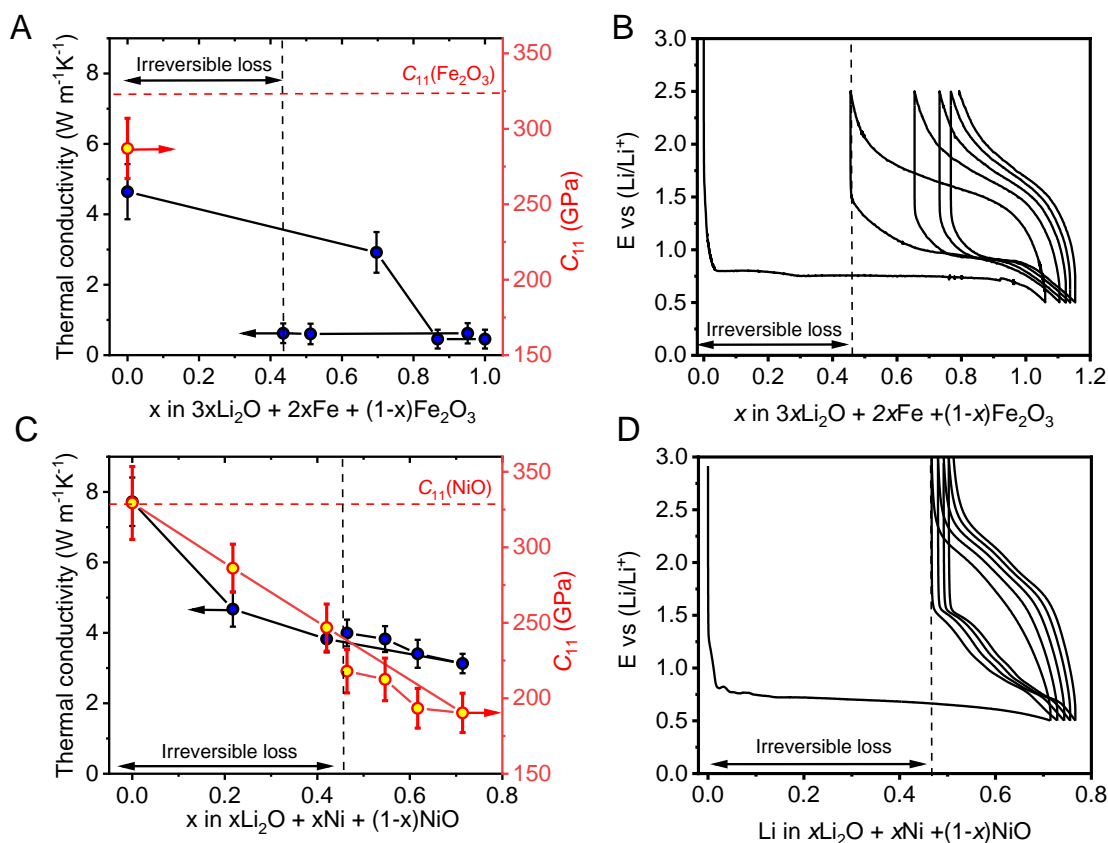 A
Thermal conductivity (W m⁻¹K⁻¹)
8
6
4
2
0
Irreversible loss
C₁₁(Fe₂O₃)
350
300
250
200
150
C₁₁ (GPa)
0.0 0.2 0.4 0.6 0.8 1.0
x in 3xLi₂O + 2xFe + (1-x)Fe₂O₃
B
E vs (Li/Li⁺)
3.0
2.5
2.0
1.5
1.0
0.5
0.0
Irreversible loss
0.0 0.2 0.4 0.6 0.8 1.0 1.2
x in 3xLi₂O + 2xFe +(1-x)Fe₂O₃
C
Thermal conductivity (W m⁻¹K⁻¹)
8
6
4
2
0
C₁₁(NiO)
Irreversible loss
350
300
250
200
150
C₁₁ (GPa)
0.0 0.2 0.4 0.6 0.8
x in xLi₂O + xNi + (1-x)NiO
D
E vs (Li/Li⁺)
3.0
2.5
2.0
1.5
1.0
0.5
0.0
Irreversible loss
0.0 0.2 0.4 0.6 0.8
Li in xLi₂O + xNi +(1-x)NiO